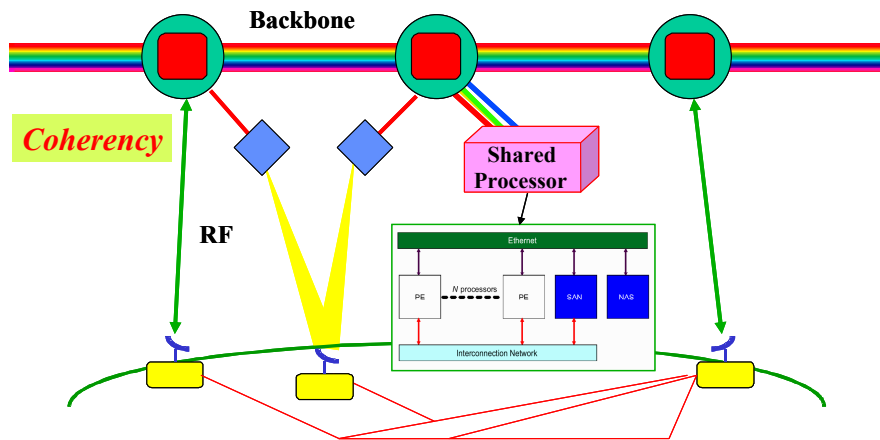 Backbone
Coherency
Shared
Processor
RF
Ethernet
N processors
PE
PE
SAN
NAS
Interconnection Network